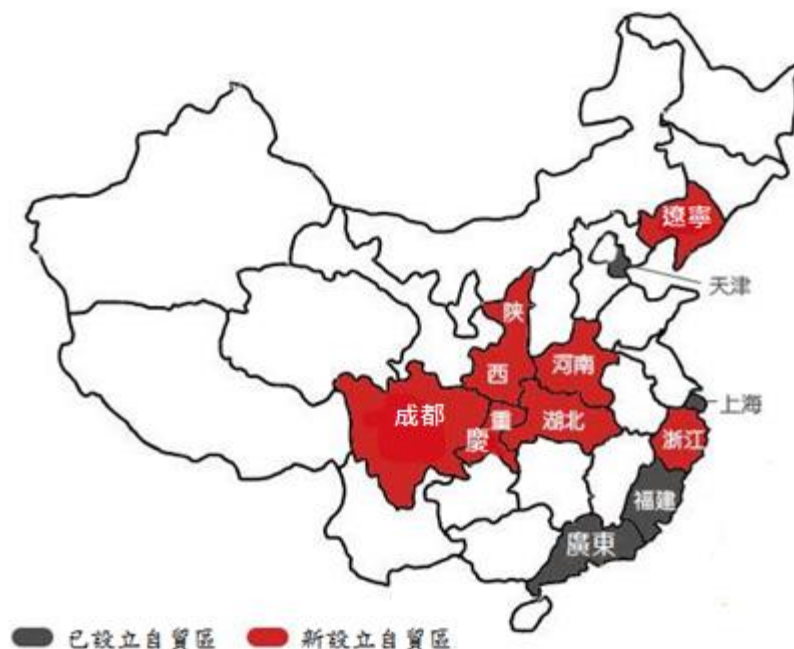 遼寧
天津
陝
西
河南
成都
重
慶
湖北
上海
浙江
福建
廣東
已設立自貿區
新設立自貿區